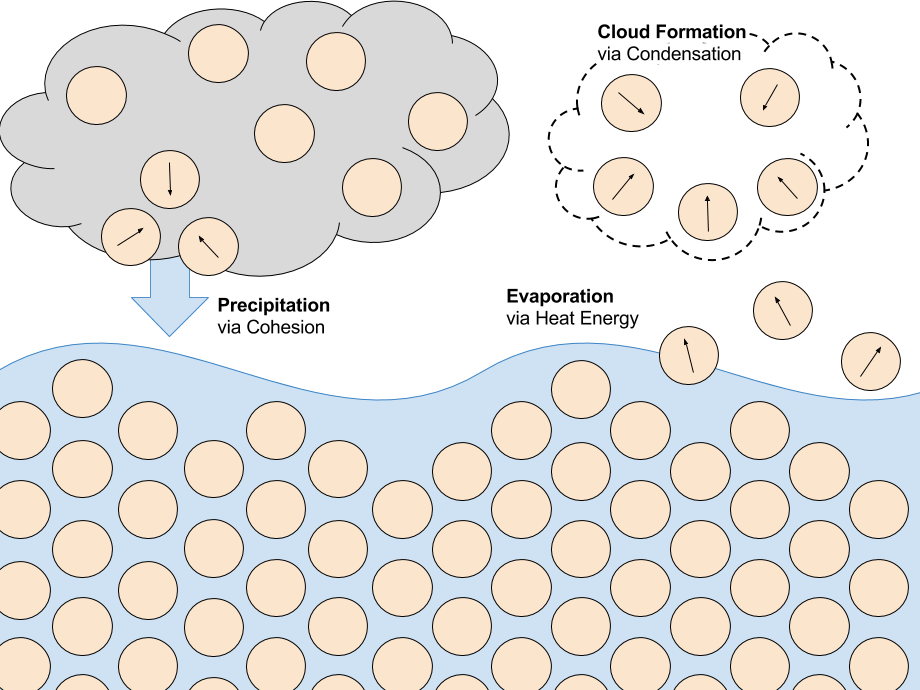 Cloud Formation
via Condensation
Precipitation
via Cohesion
Evaporation
via Heat Energy